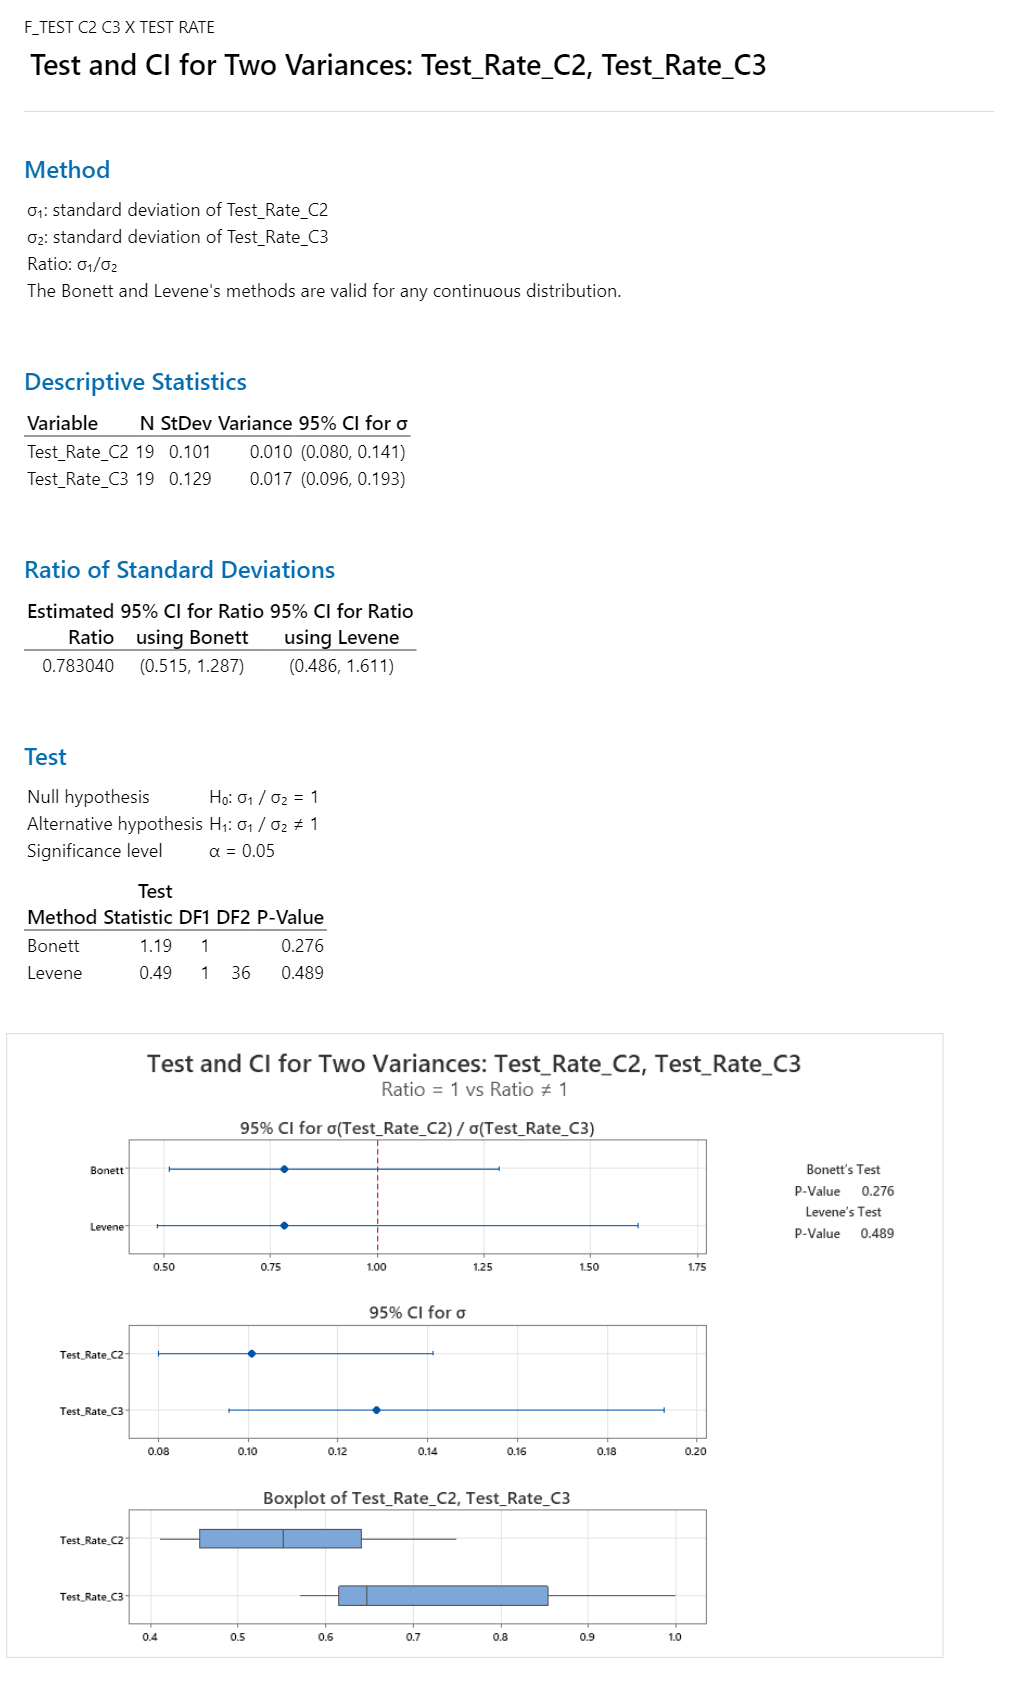 F_TEST C2 C3 X TEST RATE
Test and CI for Two Variances: Test_Rate_C2, Test_Rate_C3
Method
σ₁: standard deviation of Test_Rate_C2
σ₂: standard deviation of Test_Rate_C3
Ratio: σ₁/σ₂
The Bonett and Levene's methods are valid for any continuous distribution.
Descriptive Statistics
Variable N StDev Variance 95% CI for σ
Test_Rate_C2 19 0.101 0.010 (0.080, 0.141)
Test_Rate_C3 19 0.129 0.017 (0.096, 0.193)
Ratio of Standard Deviations
Estimated 95% CI for Ratio 95% CI for Ratio
Ratio using Bonett using Levene
0.783040 (0.515, 1.287) (0.486, 1.611)
Test
Null hypothesis H₀: σ₁ / σ₂ = 1
Alternative hypothesis H₁: σ₁ / σ₂ ≠ 1
Significance level α = 0.05
Test
Method Statistic DF1 DF2 P-Value
Bonett 1.19 1 0.276
Levene 0.49 1 36 0.489
Test and CI for Two Variances: Test_Rate_C2, Test_Rate_C3
Ratio = 1 vs Ratio ≠ 1
95% CI for σ(Test_Rate_C2) / σ(Test_Rate_C3)
Bonett
Levene
0.50 0.75 1.00 1.25 1.50 1.75
Bonett's Test
P-Value 0.276
Levene's Test
P-Value 0.489
95% CI for σ
Test_Rate_C2
Test_Rate_C3
0.08 0.10 0.12 0.14 0.16 0.18 0.20
Boxplot of Test_Rate_C2, Test_Rate_C3
Test_Rate_C2
Test_Rate_C3
0.4 0.5 0.6 0.7 0.8 0.9 1.0